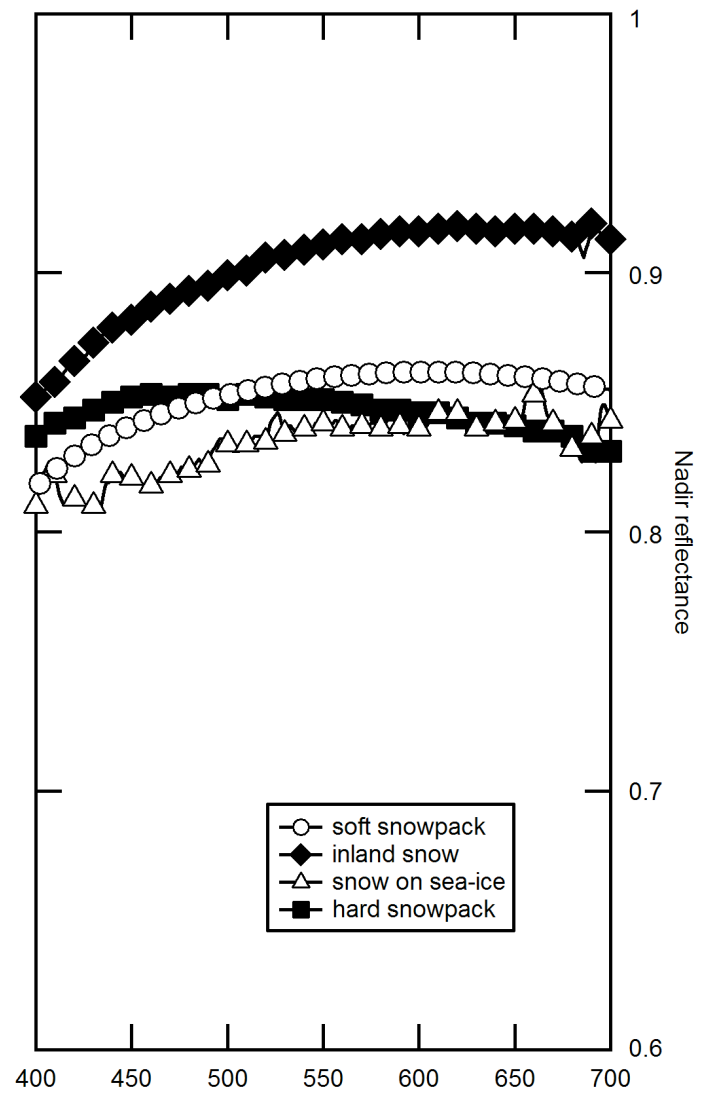 1
0.9
0.8
Nadir reflectance
0.7
soft snowpack
inland snow
snow on sea-ice
hard snowpack
0.6
400 450 500 550 600 650 700